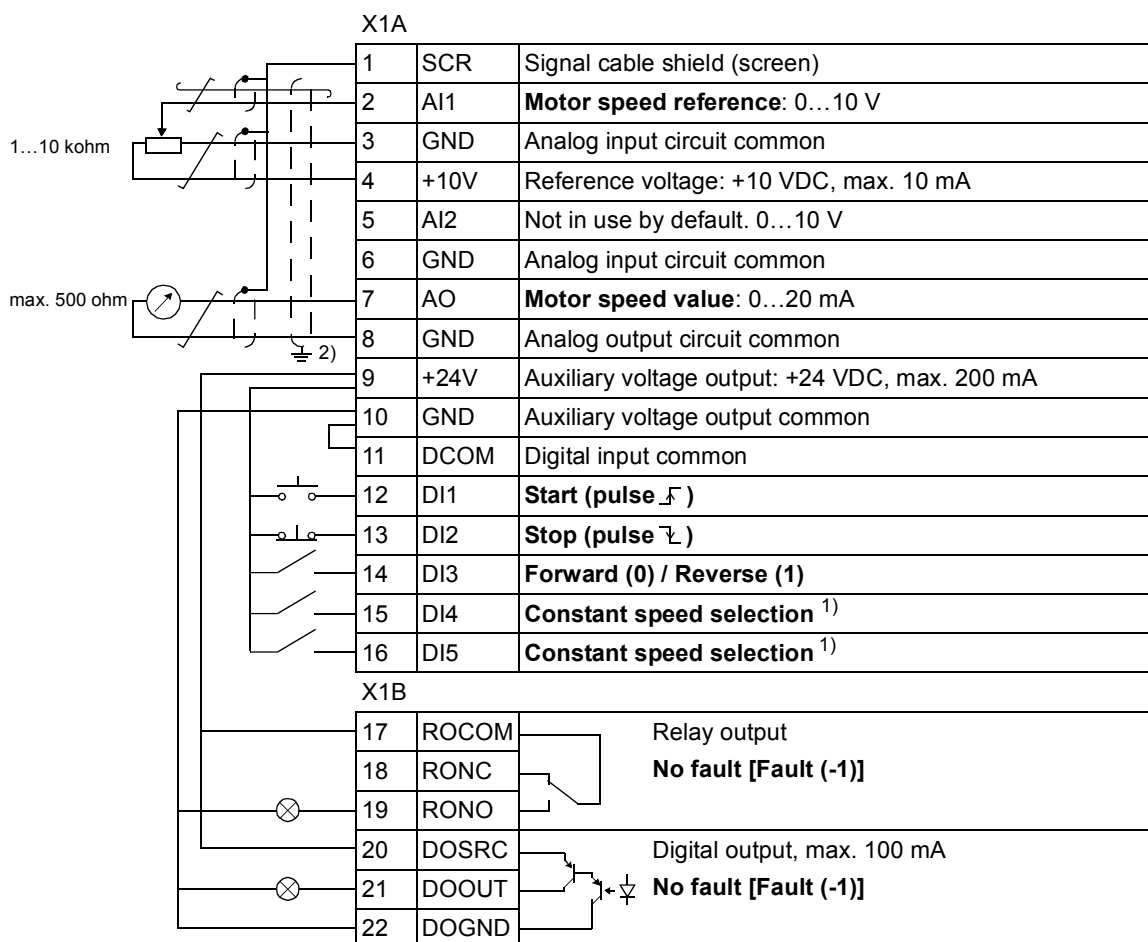 X1A
1 SCR Signal cable shield (screen)
2 AI1 Motor speed reference: 0…10 V
1…10 kohm
3 GND Analog input circuit common
4 +10V Reference voltage: +10 VDC, max. 10 mA
5 AI2 Not in use by default. 0…10 V
6 GND Analog input circuit common
max. 500 ohm
7 AO Motor speed value: 0…20 mA
8 GND Analog output circuit common
2)
9 +24V Auxiliary voltage output: +24 VDC, max. 200 mA
10 GND Auxiliary voltage output common
11 DCOM Digital input common
12 DI1 Start (pulse )
13 DI2 Stop (pulse )
14 DI3 Forward (0) / Reverse (1)
15 DI4 Constant speed selection 1)
16 DI5 Constant speed selection 1)
X1B
17 ROCOM Relay output
18 RONC No fault [Fault (-1)]
19 RONO
20 DOSRC Digital output, max. 100 mA
21 DOOUT No fault [Fault (-1)]
22 DOGND